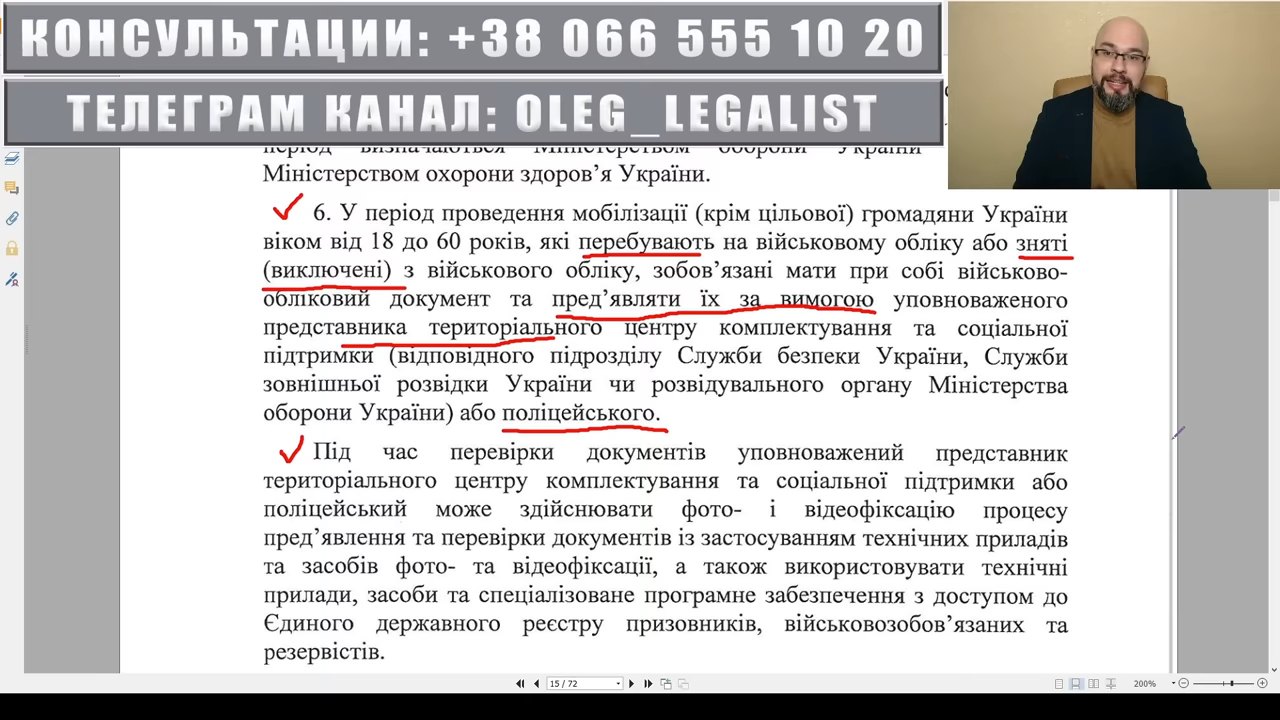 КОНСУЛЬТАЦИИ: +38 066 555 10 20
ТЕЛЕГРАМ КАНАЛ: OLEG_LEGALIST
період визначаються Міністерством оборони України
Міністерством охорони здоров’я України.
6. У період проведення мобілізації (крім цільової) громадяни України
віком від 18 до 60 років, які перебувають на військовому обліку або зняті
(виключені) з військового обліку, зобов’язані мати при собі військово-
обліковий документ та пред’являти їх за вимогою уповноваженого
представника територіального центру комплектування та соціальної
підтримки (відповідного підрозділу Служби безпеки України, Служби
зовнішньої розвідки України чи розвідувального органу Міністерства
оборони України) або поліцейського.
Під час перевірки документів уповноважений представник
територіального центру комплектування та соціальної підтримки або
поліцейський може здійснювати фото- і відеофіксацію процесу
пред’явлення та перевірки документів із застосуванням технічних приладів
та засобів фото- та відеофіксації, а також використовувати технічні
прилади, засоби та спеціалізоване програмне забезпечення з доступом до
Єдиного державного реєстру призовників, військовозобов’язаних та
резервістів.
15 / 72
200%